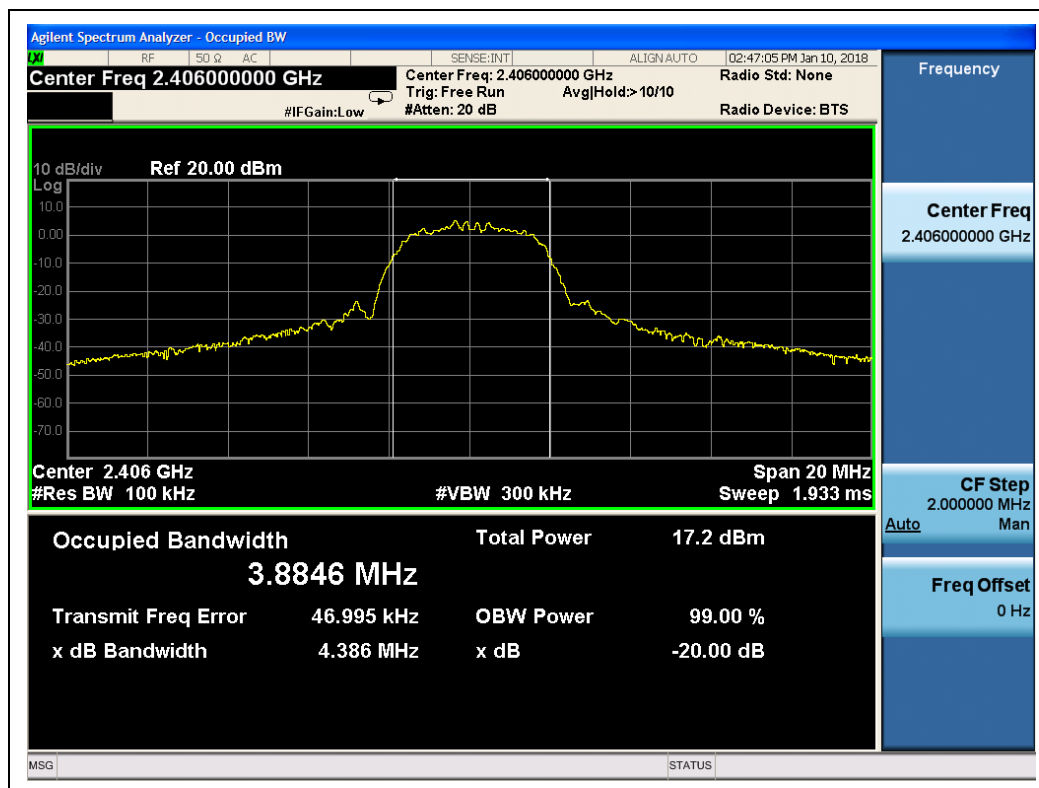 Agilent Spectrum Analyzer - Occupied BW
LXI RF 50 Ω AC SENSE:INT ALIGN AUTO 02:47:05 PM Jan 10, 2018
Center Freq 2.406000000 GHz
Center Freq: 2.406000000 GHz
Radio Std: None
Trig: Free Run Avg|Hold:> 10/10
#IFGain:Low
#Atten: 20 dB
Radio Device: BTS
10 dB/div Ref 20.00 dBm
Log
10.0
0.00
-10.0
-20.0
-30.0
-40.0
-50.0
-60.0
-70.0
Center 2.406 GHz Span 20 MHz
#Res BW 100 kHz #VBW 300 kHz Sweep 1.933 ms
Occupied Bandwidth Total Power 17.2 dBm
3.8846 MHz
Transmit Freq Error 46.995 kHz OBW Power 99.00 %
x dB Bandwidth 4.386 MHz x dB -20.00 dB
Frequency
Center Freq
2.406000000 GHz
CF Step
2.000000 MHz
Auto Man
Freq Offset
0 Hz
MSG STATUS